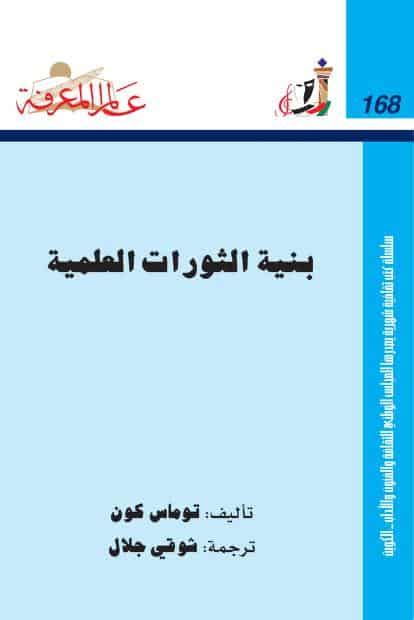 عالم المعرفة
168
بنية الثورات العلمية
تأليف: توماس كون
ترجمة: شوقي جلال
سلسلة كتب ثقافية شهرية يصدرها المجلس الوطني للثقافة والفنون والآداب - الكويت